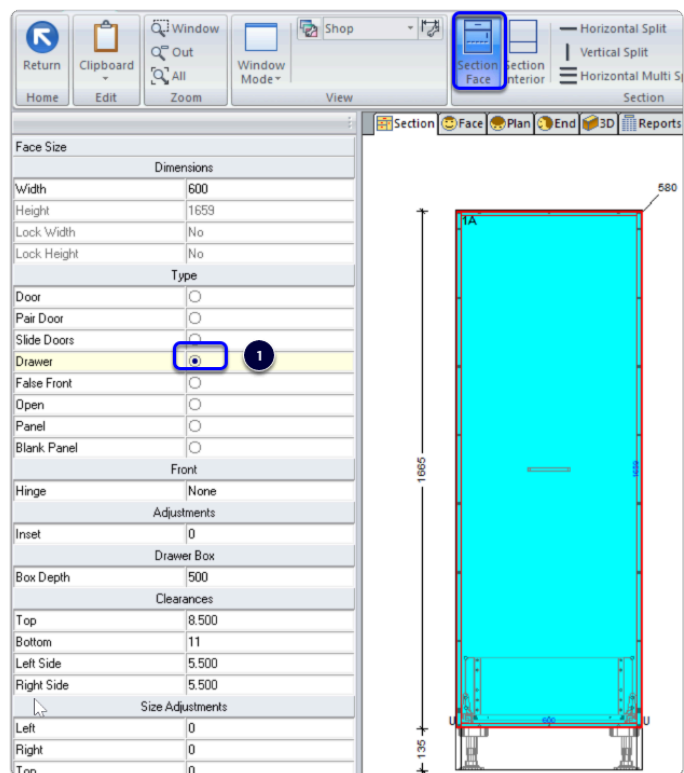 Return
Home
Clipboard
Edit
Window
Out
All
Zoom
Window
Mode
Shop
View
Section
Face
Section
Interior
Horizontal Split
Vertical Split
Horizontal Multi Sp
Section
Section
Face
Plan
End
3D
Reports
Face Size
Dimensions
Width 600
Height 1659
Lock Width No
Lock Height No
Type
Door
Pair Door
Slide Doors
Drawer
1
False Front
Open
Panel
Blank Panel
Front
Hinge None
Adjustments
Inset 0
Drawer Box
Box Depth 500
Clearances
Top 8.500
Bottom 11
Left Side 5.500
Right Side 5.500
Size Adjustments
Left 0
Right 0
Top 0
580
1A
1665
1659
U 600 U
135